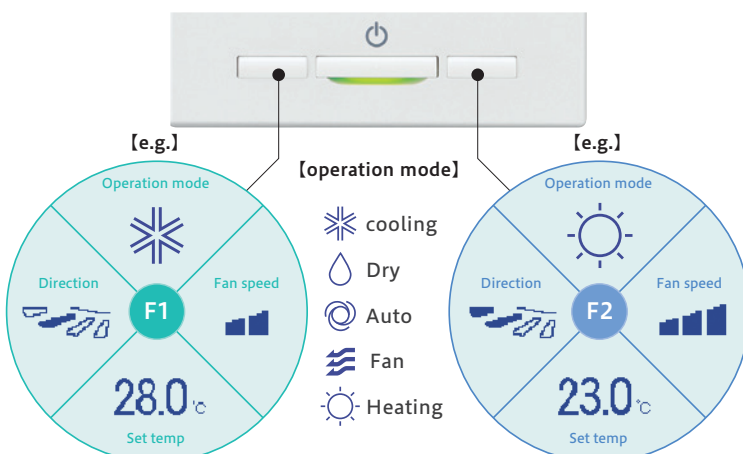 【e.g.】
【e.g.】
【operation mode】
Operation mode
Direction
Fan speed
F1
28.0 °C
Set temp
cooling
Dry
Auto
Fan
Heating
Operation mode
Direction
Fan speed
F2
23.0 °C
Set temp